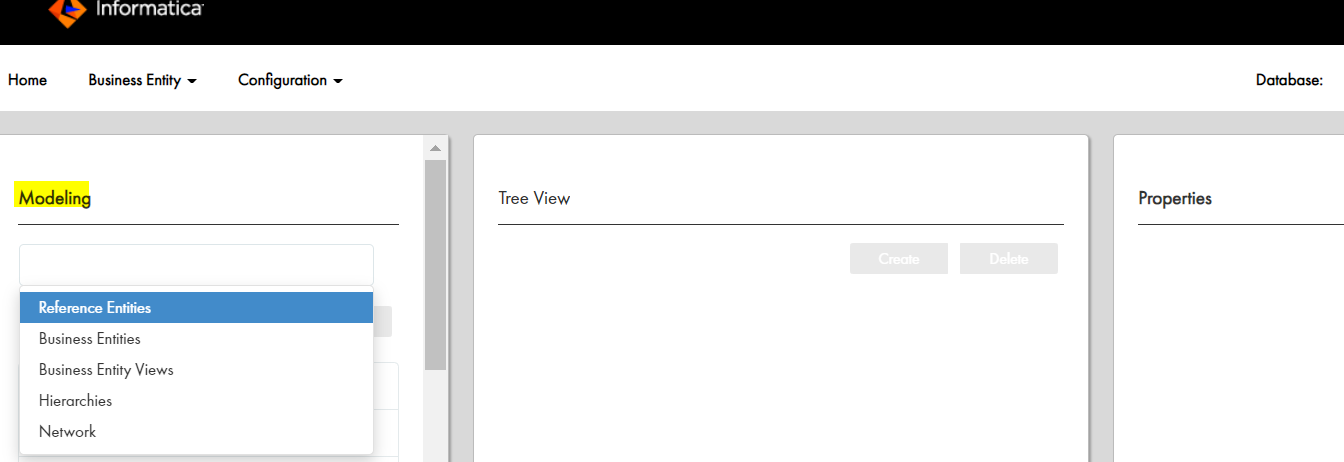 Informatica
Home Business Entity Configuration Database:
Modeling
Tree View
Properties
Create Delete
Reference Entities
Business Entities
Business Entity Views
Hierarchies
Network